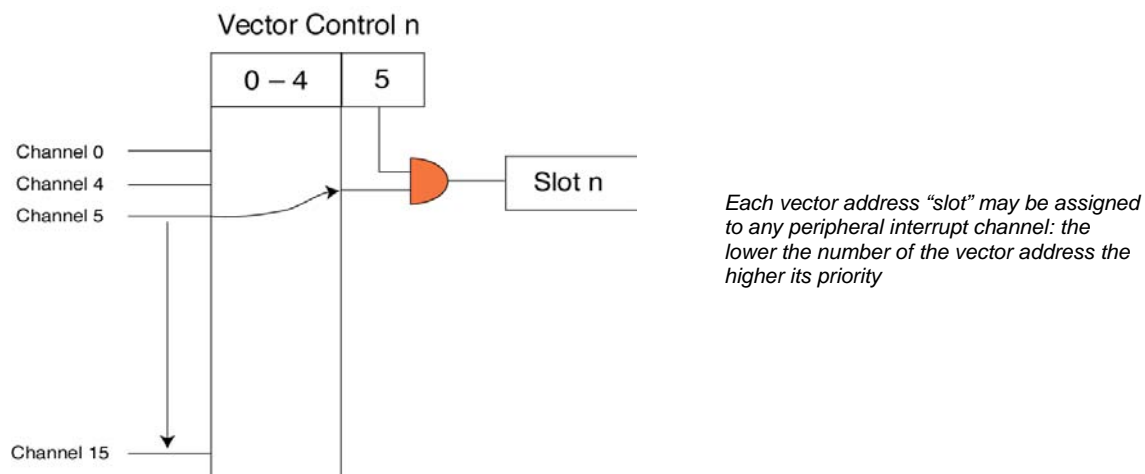 Vector Control n
0 – 4
5
Channel 0
Channel 4
Channel 5
Slot n
Each vector address “slot” may be assigned
to any peripheral interrupt channel: the
lower the number of the vector address the
higher its priority
Channel 15